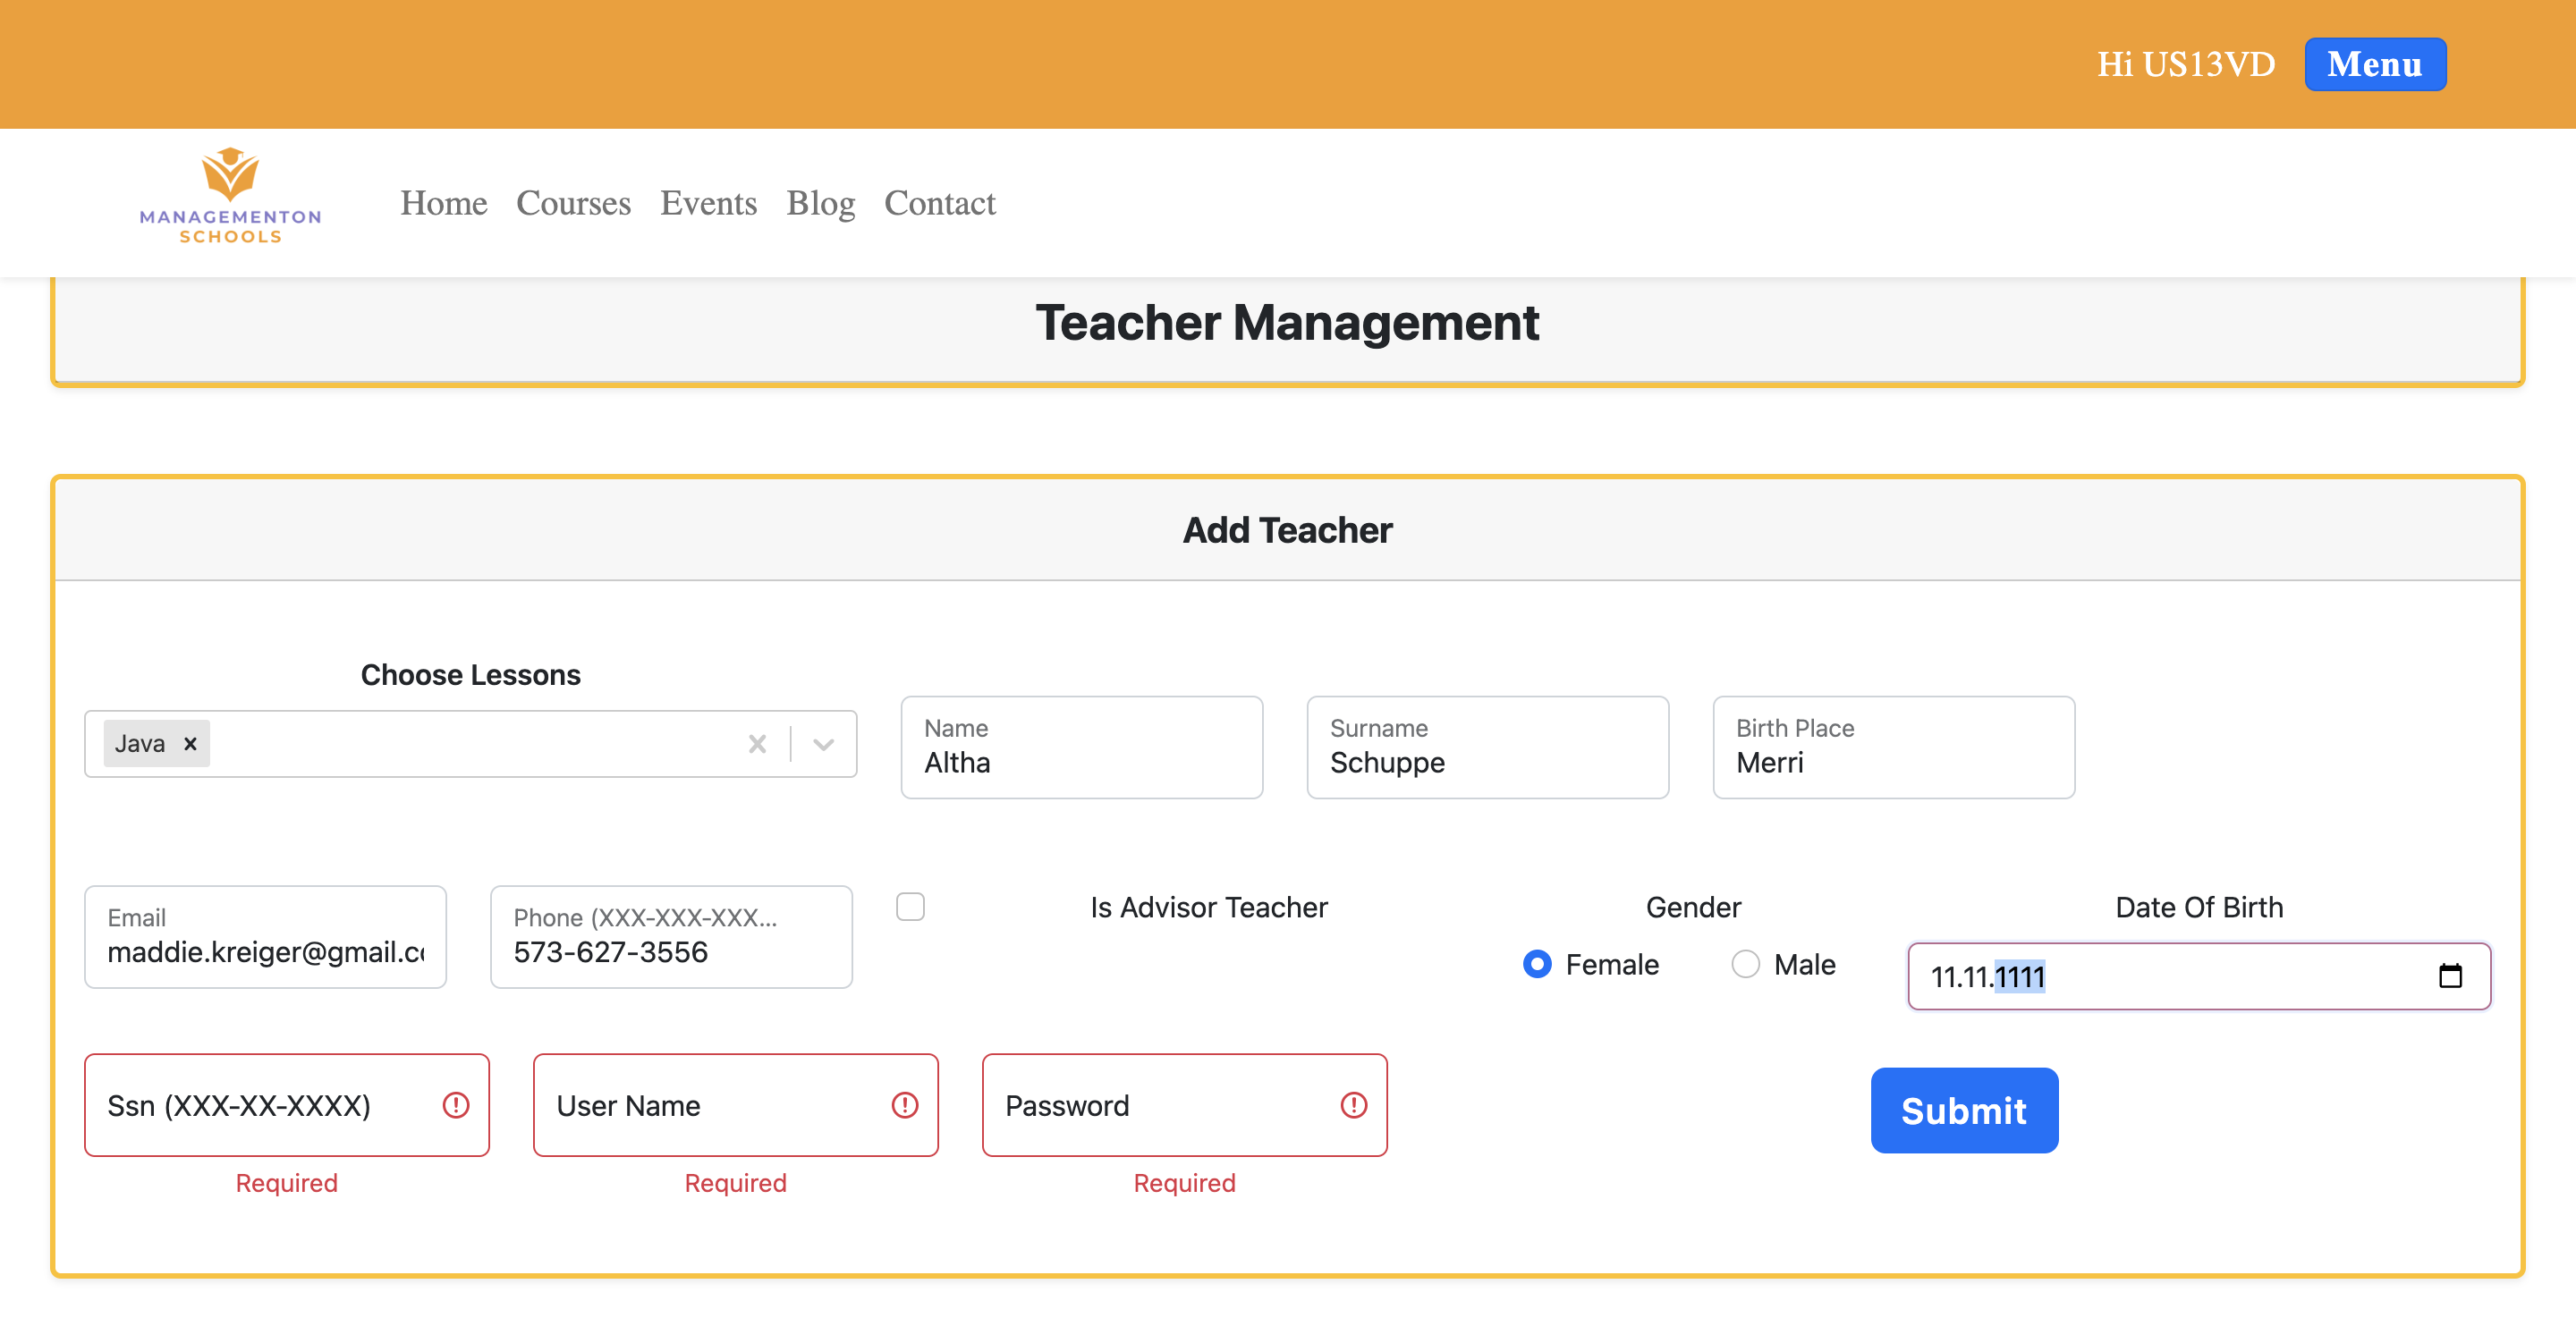 Hi US13VD Menu
MANAGEMENTON
SCHOOLS
Home Courses Events Blog Contact
Teacher Management
Add Teacher
Choose Lessons
Java
Name
Altha
Surname
Schuppe
Birth Place
Merri
Email
maddie.kreiger@gmail.co
Phone (XXX-XXX-XXX...
573-627-3556
Is Advisor Teacher
Gender
Female Male
Date Of Birth
11.11.1111
Ssn (XXX-XX-XXXX)
Required
User Name
Required
Password
Required
Submit